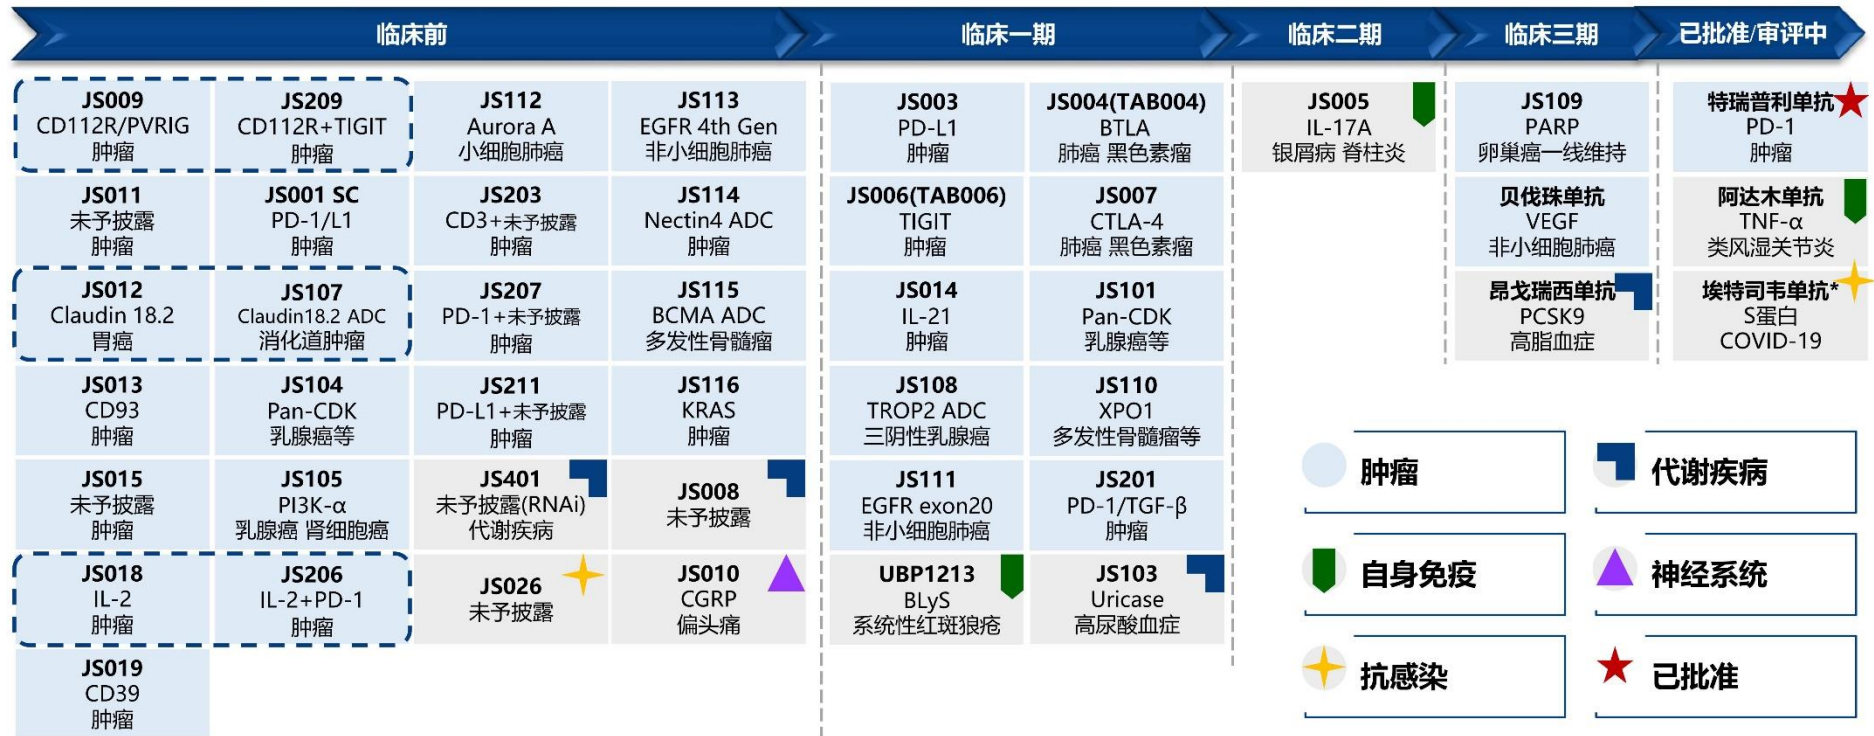 临床前
临床一期
临床二期
临床三期
已批准/审评中
JS009
CD112R/PVRIG
肿瘤
JS209
CD112R+TIGIT
肿瘤
JS112
Aurora A
小细胞肺癌
JS113
EGFR 4th Gen
非小细胞肺癌
JS011
未予披露
肿瘤
JS001 SC
PD-1/L1
肿瘤
JS203
CD3+未予披露
肿瘤
JS114
Nectin4 ADC
肿瘤
JS012
Claudin 18.2
胃癌
JS107
Claudin18.2 ADC
消化道肿瘤
JS207
PD-1+未予披露
肿瘤
JS115
BCMA ADC
多发性骨髓瘤
JS013
CD93
肿瘤
JS104
Pan-CDK
乳腺癌等
JS211
PD-L1+未予披露
肿瘤
JS116
KRAS
肿瘤
JS015
未予披露
肿瘤
JS105
PI3K-α
乳腺癌 肾细胞癌
JS401
未予披露(RNAi)
代谢疾病
JS008
未予披露
JS018
IL-2
肿瘤
JS206
IL-2+PD-1
肿瘤
JS026
未予披露
JS010
CGRP
偏头痛
JS019
CD39
肿瘤
JS003
PD-L1
肿瘤
JS004(TAB004)
BTLA
肺癌 黑色素瘤
JS006(TAB006)
TIGIT
肿瘤
JS007
CTLA-4
肺癌 黑色素瘤
JS014
IL-21
肿瘤
JS101
Pan-CDK
乳腺癌等
JS108
TROP2 ADC
三阴性乳腺癌
JS110
XPO1
多发性骨髓瘤等
JS111
EGFR exon20
非小细胞肺癌
JS201
PD-1/TGF-β
肿瘤
UBP1213
BLyS
系统性红斑狼疮
JS103
Uricase
高尿酸血症
JS005
IL-17A
银屑病 脊柱炎
JS109
PARP
卵巢癌一线维持
贝伐珠单抗
VEGF
非小细胞肺癌
昂戈瑞西单抗
PCSK9
高脂血症
特瑞普利单抗
PD-1
肿瘤
阿达木单抗
TNF-α
类风湿关节炎
埃特司韦单抗*
S蛋白
COVID-19
肿瘤
代谢疾病
自身免疫
神经系统
抗感染
已批准